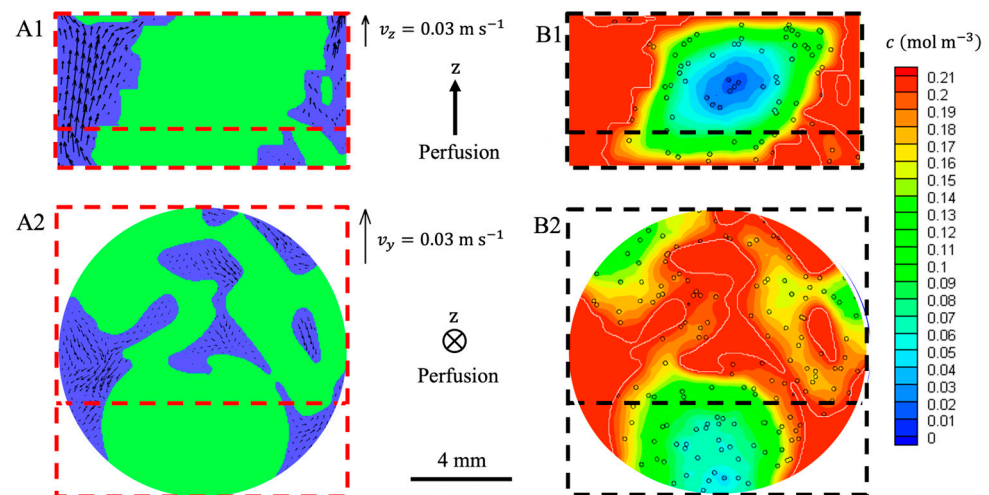 A1
v_z = 0.03 m s⁻¹
z
Perfusion
B1
c (mol m⁻³)
0.21
0.2
0.19
0.18
0.17
0.16
0.15
0.14
0.13
0.12
0.11
0.1
0.09
0.08
0.07
0.06
0.05
0.04
0.03
0.02
0.01
0
A2
v_y = 0.03 m s⁻¹
z
Perfusion
4 mm
B2